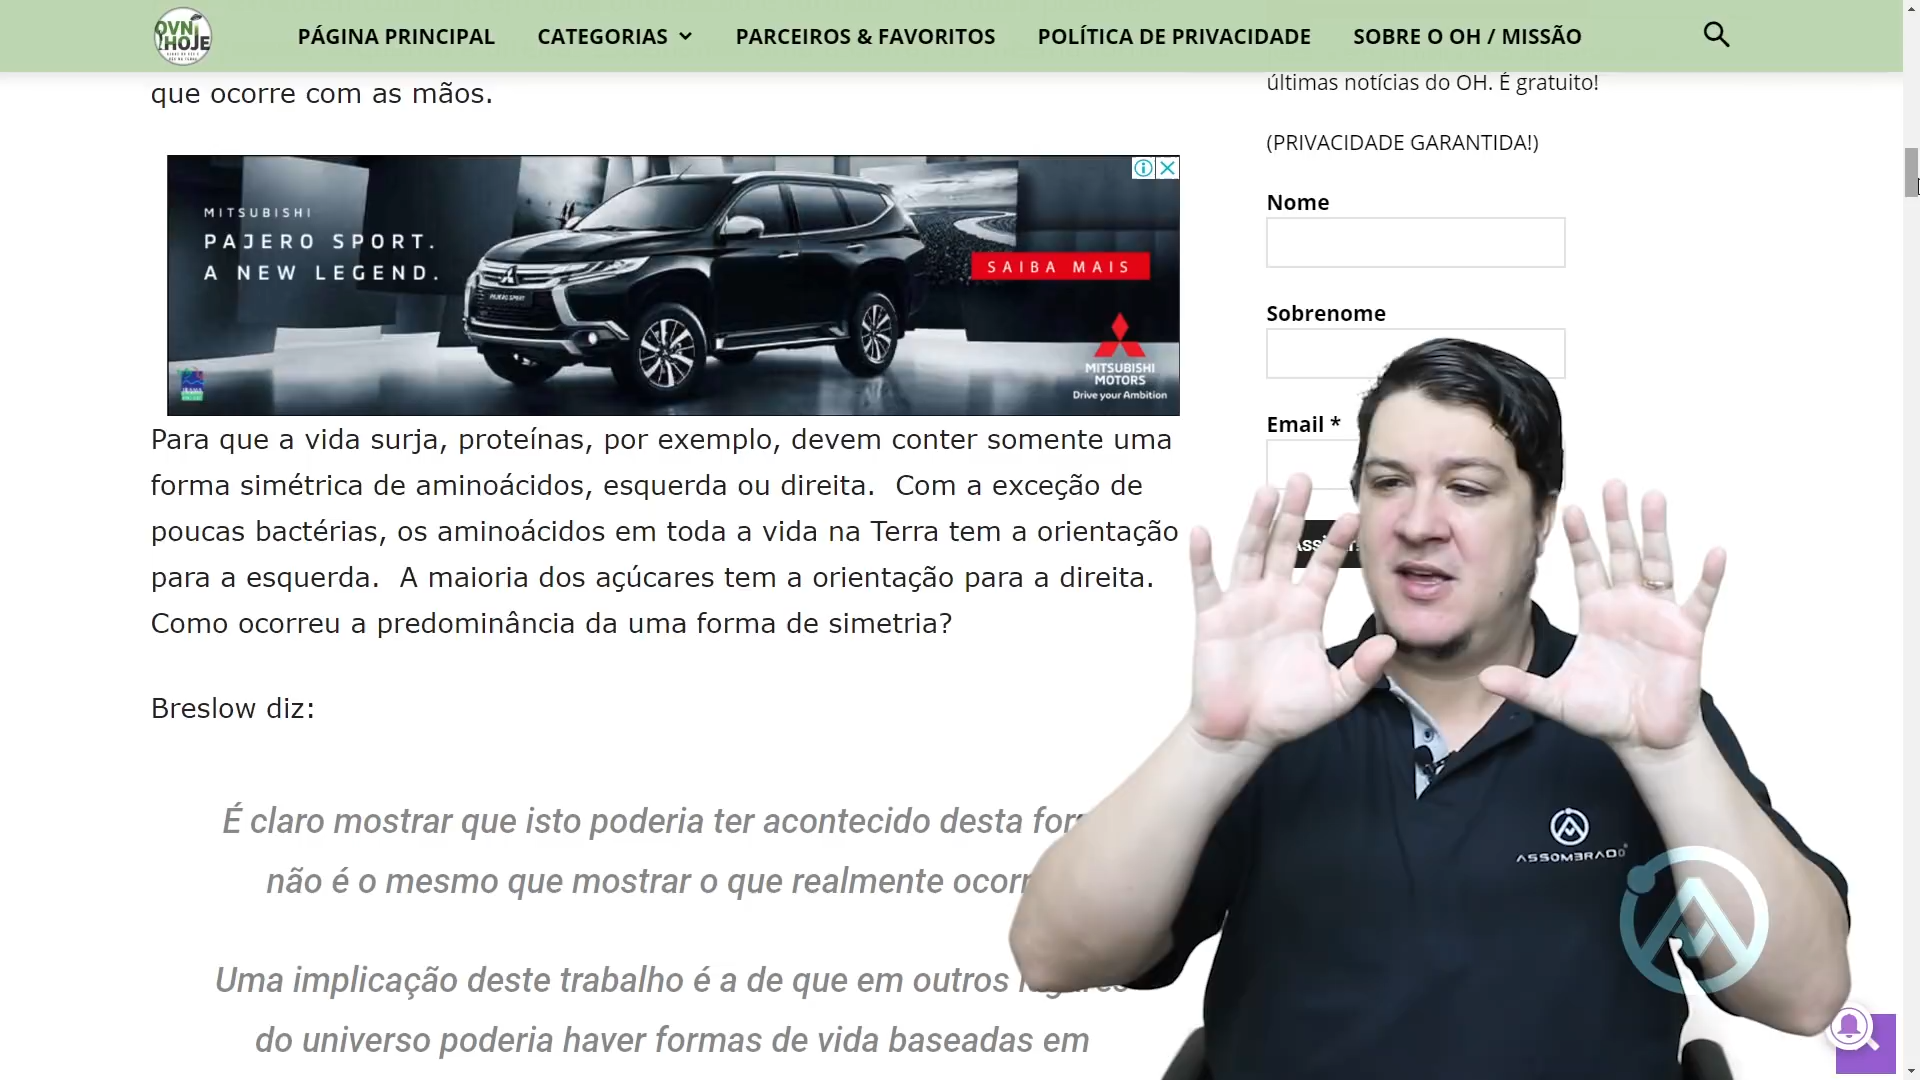 OVNI HOJE
PÁGINA PRINCIPAL
CATEGORIAS
PARCEIROS & FAVORITOS
POLÍTICA DE PRIVACIDADE
SOBRE O OH / MISSÃO
que ocorre com as mãos.
últimas notícias do OH. É gratuito!
(PRIVACIDADE GARANTIDA!)
MITSUBISHI
PAJERO SPORT.
A NEW LEGEND.
PAJERO SPORT
SAIBA MAIS
MITSUBISHI
MOTORS
Drive your Ambition
Nome
Sobrenome
Email *
Para que a vida surja, proteínas, por exemplo, devem conter somente uma
forma simétrica de aminoácidos, esquerda ou direita. Com a exceção de
poucas bactérias, os aminoácidos em toda a vida na Terra tem a orientação
para a esquerda. A maioria dos açúcares tem a orientação para a direita.
Como ocorreu a predominância da uma forma de simetria?
Breslow diz:
É claro mostrar que isto poderia ter acontecido desta
não é o mesmo que mostrar o que realmente
Uma implicação deste trabalho é a de que em outros
do universo poderia haver formas de vida baseadas em
ASSOMBRADO